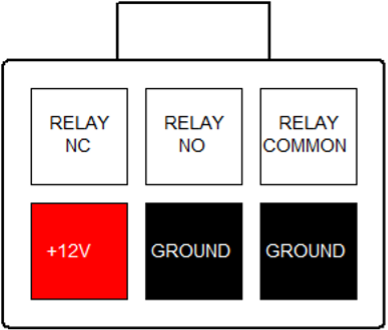 RELAY
NC
RELAY
NO
RELAY
COMMON
+12V
GROUND
GROUND